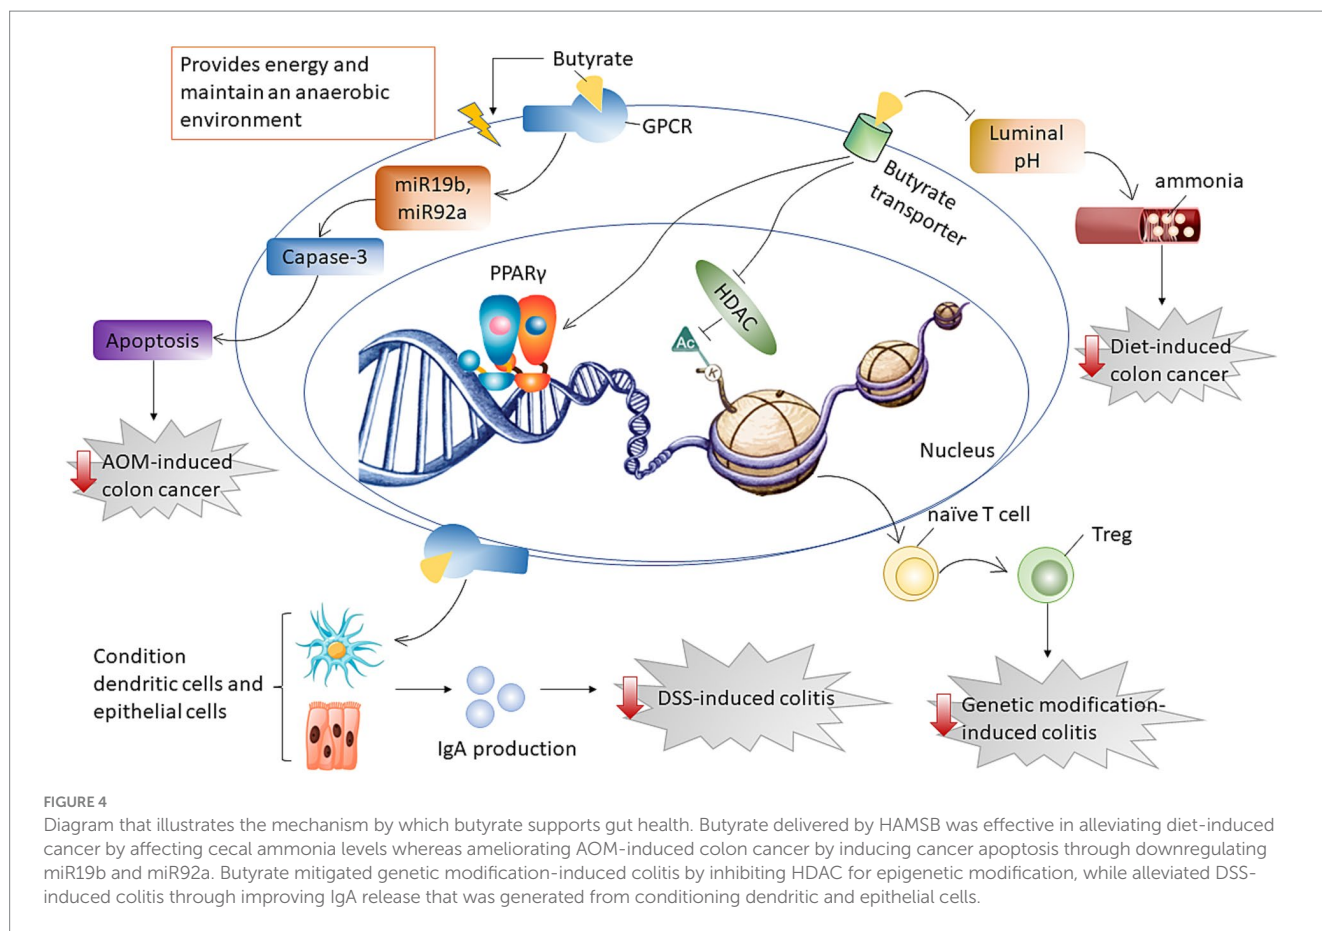 Provides energy and
maintain an anaerobic
environment
Butyrate
GPCR
miR19b,
miR92a
Capase-3
Apoptosis
AOM-induced
colon cancer
Butyrate
transporter
Luminal
pH
ammonia
Diet-induced
colon cancer
PPARγ
HDAC
Ac
K
Nucleus
naïve T cell
Treg
Genetic modification-
induced colitis
Condition
dendritic cells and
epithelial cells
IgA production
DSS-induced colitis
FIGURE 4
Diagram that illustrates the mechanism by which butyrate supports gut health. Butyrate delivered by HAMSB was effective in alleviating diet-induced
cancer by affecting cecal ammonia levels whereas ameliorating AOM-induced colon cancer by inducing cancer apoptosis through downregulating
miR19b and miR92a. Butyrate mitigated genetic modification-induced colitis by inhibiting HDAC for epigenetic modification, while alleviated DSS-
induced colitis through improving IgA release that was generated from conditioning dendritic and epithelial cells.